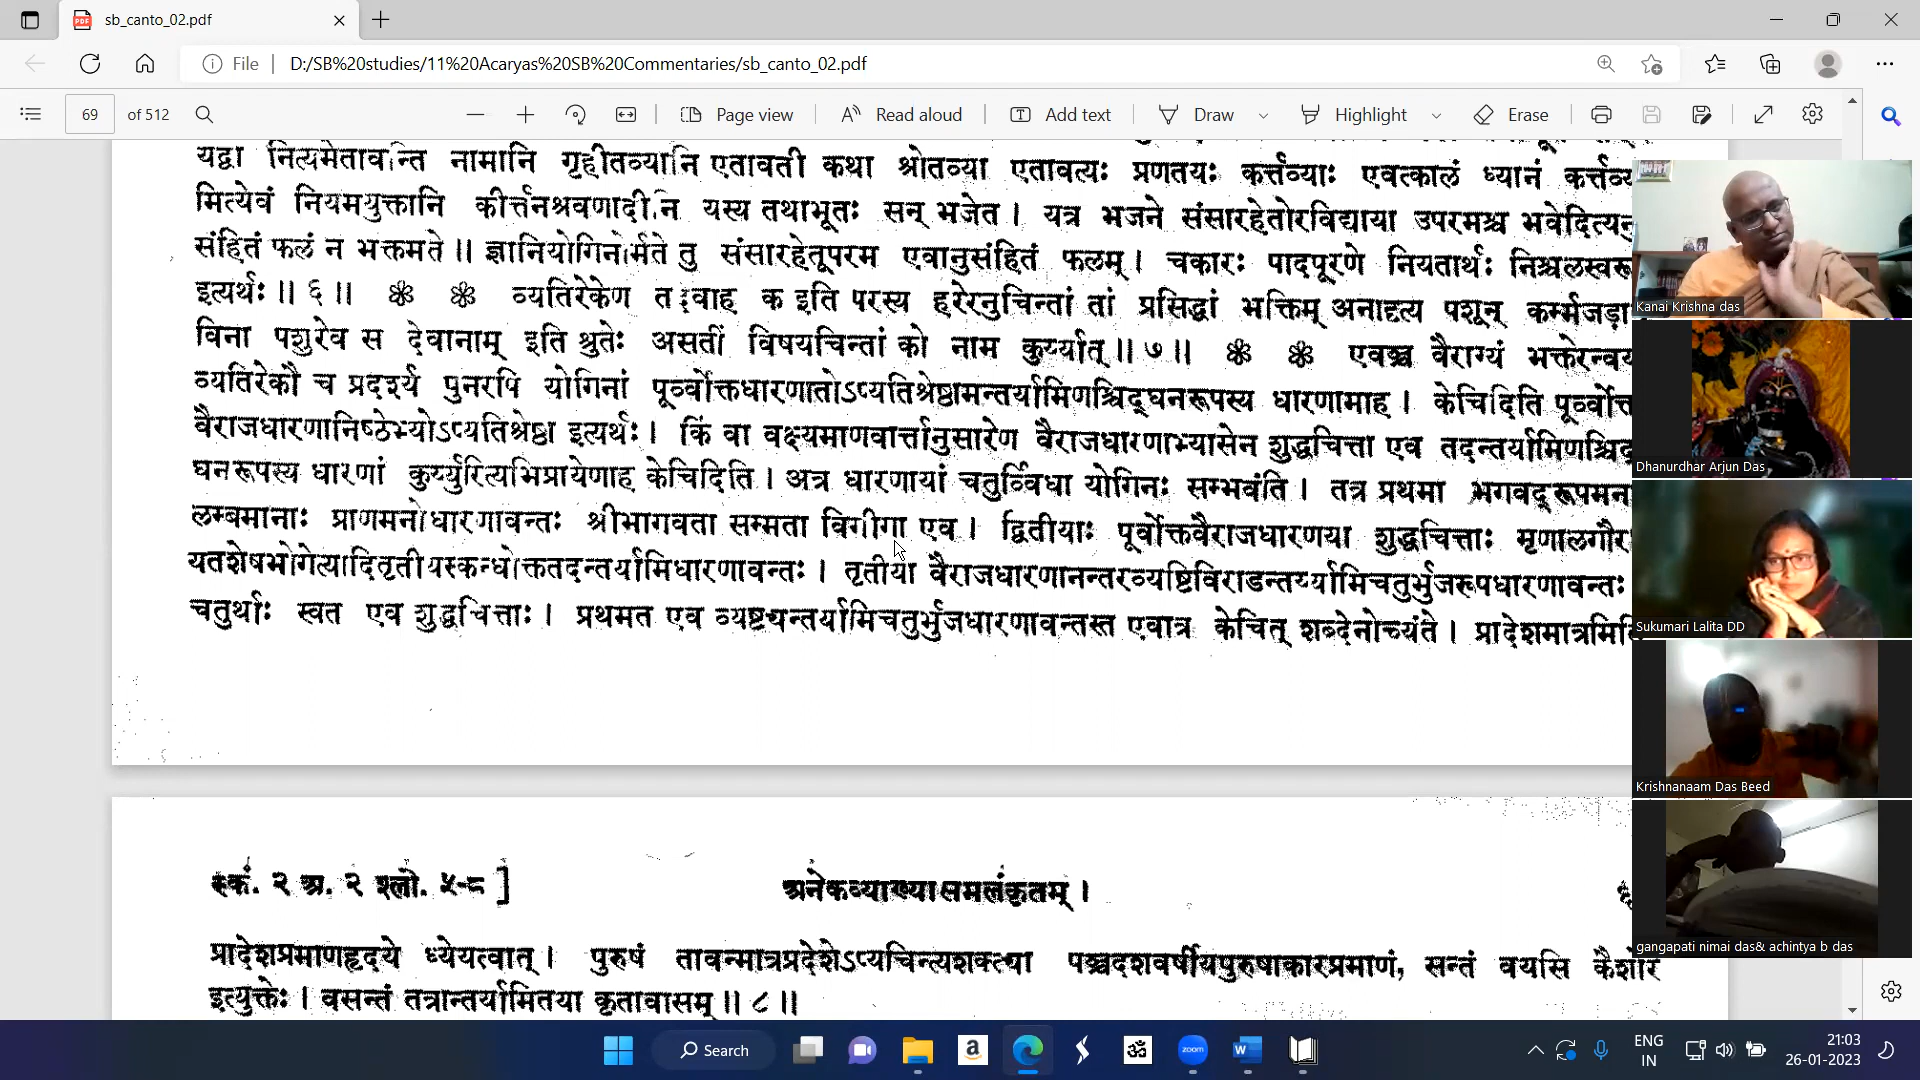 sb_canto_02.pdf
File
D:/SB%20studies/11%20Acaryas%20SB%20Commentaries/sb_canto_02.pdf
69 of 512
Page view
Read aloud
Add text
Draw
Highlight
Erase
यद्वा नित्यमेतावन्ति नामानि गृहीतव्यानि एतावती कथा श्रोतव्या एतावत्यः प्रणतयः कर्त्तव्याः एवत्कालं ध्यानं कर्त्तव्य
मित्येवं नियमयुक्तानि कीर्त्तनश्रवणादीनि यस्य तथाभूतः सन् भजेत। यत्र भजने संसारहेतोरविद्याया उपरमश्च भवेदित्यनु
संहितं फलं न भक्तमते॥ ज्ञानियोगिनोर्मते तु संसारहेतूपरम एवानुसंहितं फलम्। चकारः पादपूरणे नियतार्थः निश्चलस्वरू
इत्यर्थः॥ ६॥ व्यतिरेकेण तदेवाह क इति परस्य हरेरनुचिन्तां तां प्रसिद्धां भक्तिम् अनादृत्य पशून् कर्म्मजडा
विना पशुरेव स देवानाम् इति श्रुतेः असतीं विषयचिन्तां को नाम कुर्य्यात्॥ ७॥ एवञ्च वैराग्यं भक्तेरन्वय
व्यतिरेकौ च प्रदर्श्य पुनरपि योगिनां पूर्व्वोक्तधारणातोऽप्यतिश्रेष्ठामन्तर्यामिणश्चिद्घनरूपस्य धारणामाह। केचिदिति पूर्व्वोक्त
वैराजधारणानिष्ठेभ्योऽप्यतिश्रेष्ठा इत्यर्थः। किं वा वक्ष्यमाणवार्त्तानुसारेण वैराजधारणाभ्यासेन शुद्धचित्ता एव तदन्तर्यामिणश्चिद्
घनरूपस्य धारणां कुर्य्युरित्यभिप्रायेणाह केचिदिति। अत्र धारणायां चतुर्व्विधा योगिनः सम्भवंति। तत्र प्रथमा भगवद्रूपमन
लम्बमानाः प्राणमनोधारणावन्तः श्रीभागवता सम्मता विगीगा एव। द्वितीयाः पूर्वोक्तवैराजधारणया शुद्धचित्ताः मृणालगौरा
यतशेषभोगेत्यादितृतीयस्कन्धोक्ततदन्तर्यामिधारणावन्तः। तृतीया वैराजधारणानन्तरव्यष्टिविराडन्तर्य्यामिचतुर्भुजरूपधारणावन्तः
चतुर्थाः स्वत एव शुद्धचित्ताः। प्रथमत एव व्यष्ट्यन्तर्यामिचतुर्भुजधारणावन्तस्त एवात्र केचित् शब्देनोच्यंते। प्रादेशमात्रमिति
स्कं. २ अ. २ श्लो. ५-८]
अनेकव्याख्यासमलंकृतम्।
प्रादेशप्रमाणहृदये ध्येयत्वात्। पुरुषं तावन्मात्रप्रदेशेऽप्यचिन्त्यशक्त्या पञ्चदशवर्षीयपुरुषाकारप्रमाणं, सन्तं वयसि कैशोरे
इत्युक्तेः। वसन्तं तत्रान्तर्यामितया कृतावासम्॥ ८॥
Kanai Krishna das
Dhanurdhar Arjun Das
Sukumari Lalita DD
Krishnanaam Das Beed
gangapati nimai das& achintya b das
Search
zoom
ENG
IN
21:03
26-01-2023